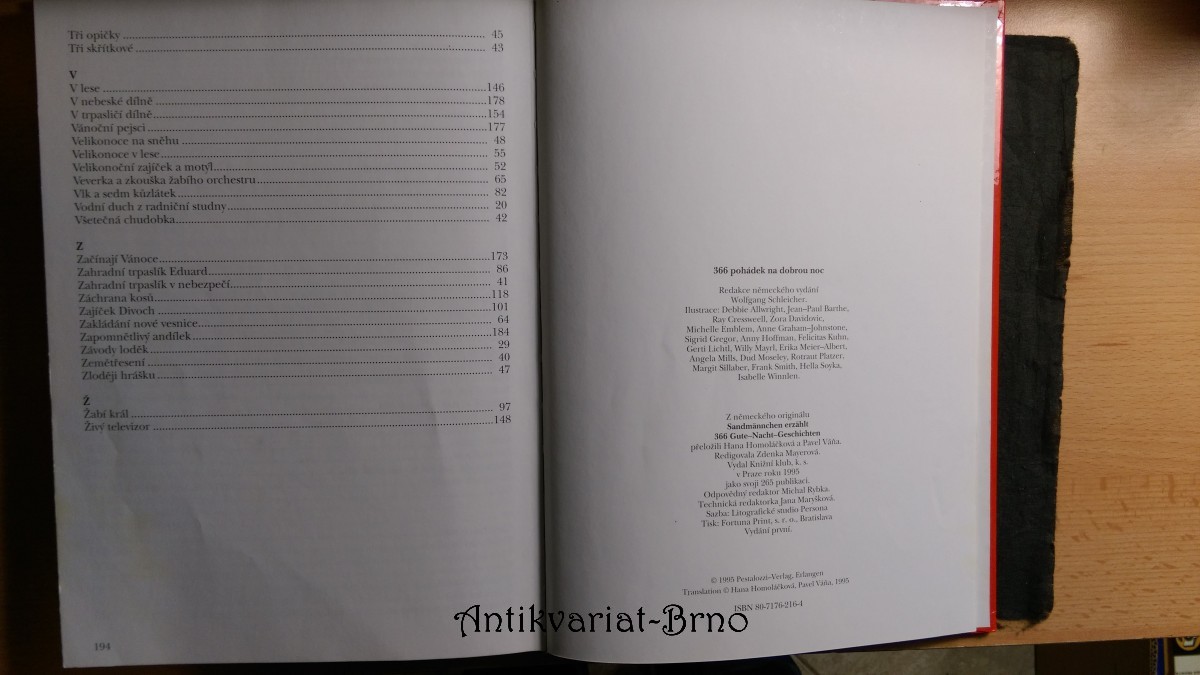 Tři opičky 45
Tři skřítkové 43
V
V lese 146
V nebeské dílně 178
V trpasličí dílně 154
Vánoční pejsci 177
Velikonoce na sněhu 48
Velikonoce v lese 55
Velikonoční zajíček a motýl 52
Veverka a zkouška žabího orchestru 65
Vlk a sedm kůzlátek 82
Vodní duch z radniční studny 20
Všetečná chudobka 42
Z
Začínají Vánoce 173
Zahradní trpaslík Eduard 86
Zahradní trpaslík v nebezpečí 41
Záchrana kosů 118
Zajíček Divoch 101
Zakládání nové vesnice 64
Zapomnětlivý andílek 184
Závody loděk 29
Zemětřesení 40
Zloději hrášku 47
Ž
Žabí král 97
Živý televizor 148
194
366 pohádek na dobrou noc
Redakce německého vydání
Wolfgang Schleicher.
Ilustrace: Debbie Allwright, Jean–Paul Barthe,
Ray Cresswell, Zora Davidovic,
Michelle Emblem, Anne Graham–Johnstone,
Sigrid Gregor, Anny Hoffman, Felicitas Kuhn,
Gerti Lichtl, Willy Mayrl, Erika Meier–Albert,
Angela Mills, Dud Moseley, Rotraut Platzer,
Margit Sillaber, Frank Smith, Hella Soyka,
Isabelle Winnlen.
Z německého originálu
Sandmännchen erzählt
366 Gute–Nacht–Geschichten
přeložili Hana Homoláčková a Pavel Váňa.
Redigovala Zdenka Mayerová.
Vydal Knižní klub, k. s.
v Praze roku 1995
jako svoji 265 publikaci.
Odpovědný redaktor Michal Rybka.
Technická redaktorka Jana Maryšková.
Sazba: Litografické studio Persona
Tisk: Fortuna Print, s. r. o., Bratislava
Vydání první.
© 1995 Pestalozzi–Verlag, Erlangen
Translation © Hana Homoláčková, Pavel Váňa, 1995
ISBN 80-7176-216-4
Antikvariat-Brno